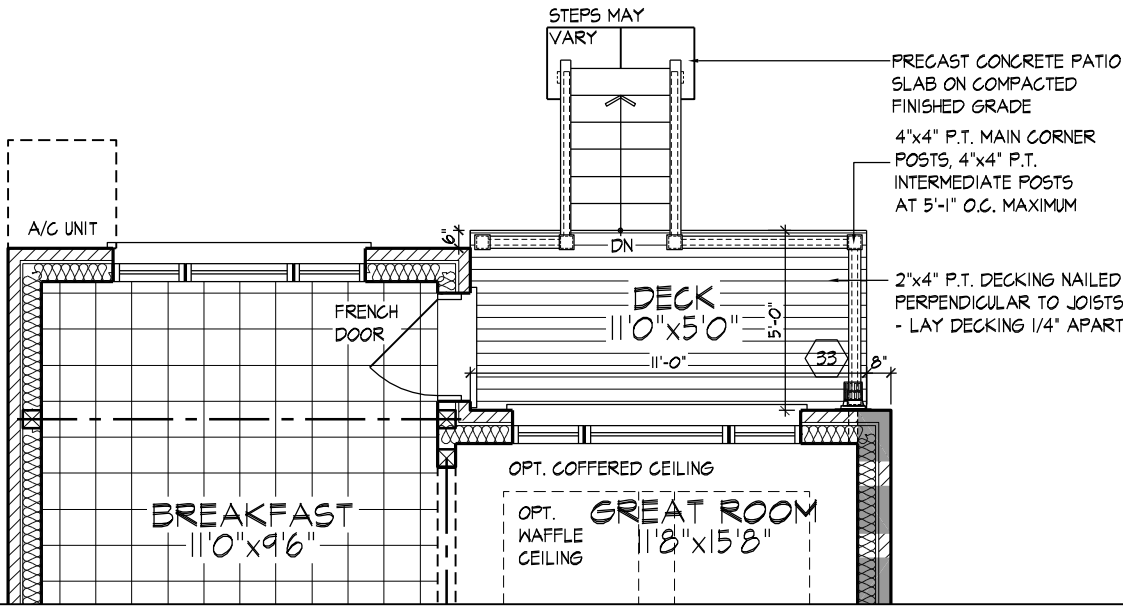 STEPS MAY
VARY
PRECAST CONCRETE PATIO
SLAB ON COMPACTED
FINISHED GRADE
4"x4" P.T. MAIN CORNER
POSTS, 4"x4" P.T.
INTERMEDIATE POSTS
AT 5'-1" O.C. MAXIMUM
A/C UNIT
6"
DN
2"x4" P.T. DECKING NAILED
PERPENDICULAR TO JOISTS
- LAY DECKING 1/4" APART
FRENCH
DOOR
DECK
11'0"x5'0"
5'-0"
11'-0"
33
8"
OPT. COFFERED CEILING
BREAKFAST
11'0"x9'6"
OPT.
WAFFLE
CEILING
GREAT ROOM
11'8"x15'8"